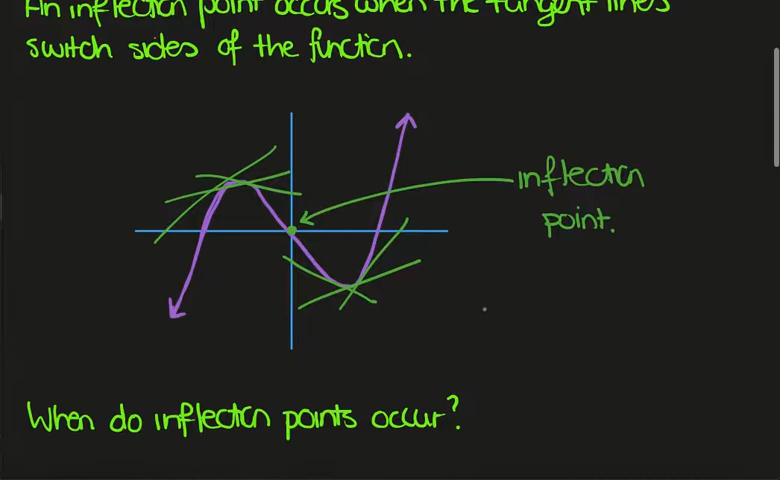 An inflection point occurs when the tangent lines
switch sides of the function.
inflection
point.
When do inflection points occur?